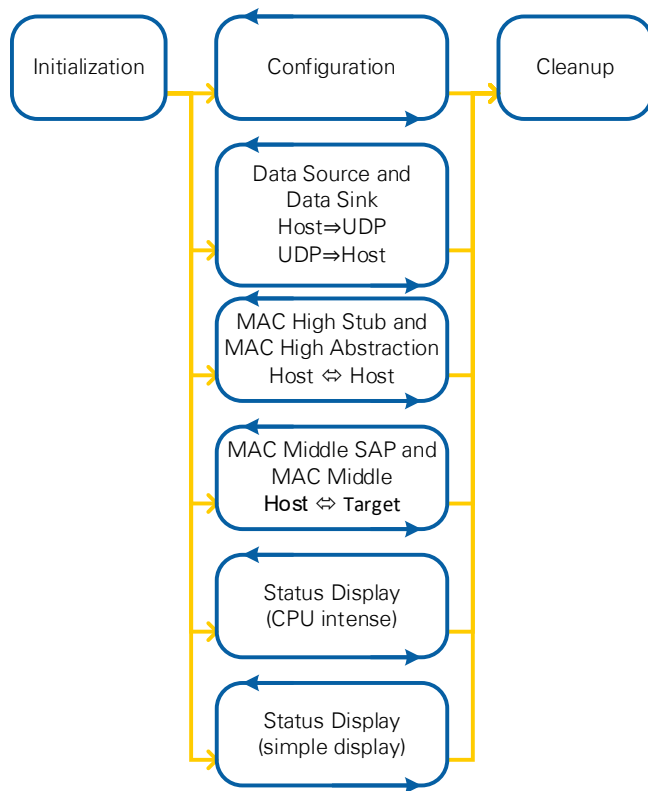 Initialization
Configuration
Cleanup
Data Source and
Data Sink
Host⇒UDP
UDP⇒Host
MAC High Stub and
MAC High Abstraction
Host ⇔ Host
MAC Middle SAP and
MAC Middle
Host ⇔ Target
Status Display
(CPU intense)
Status Display
(simple display)